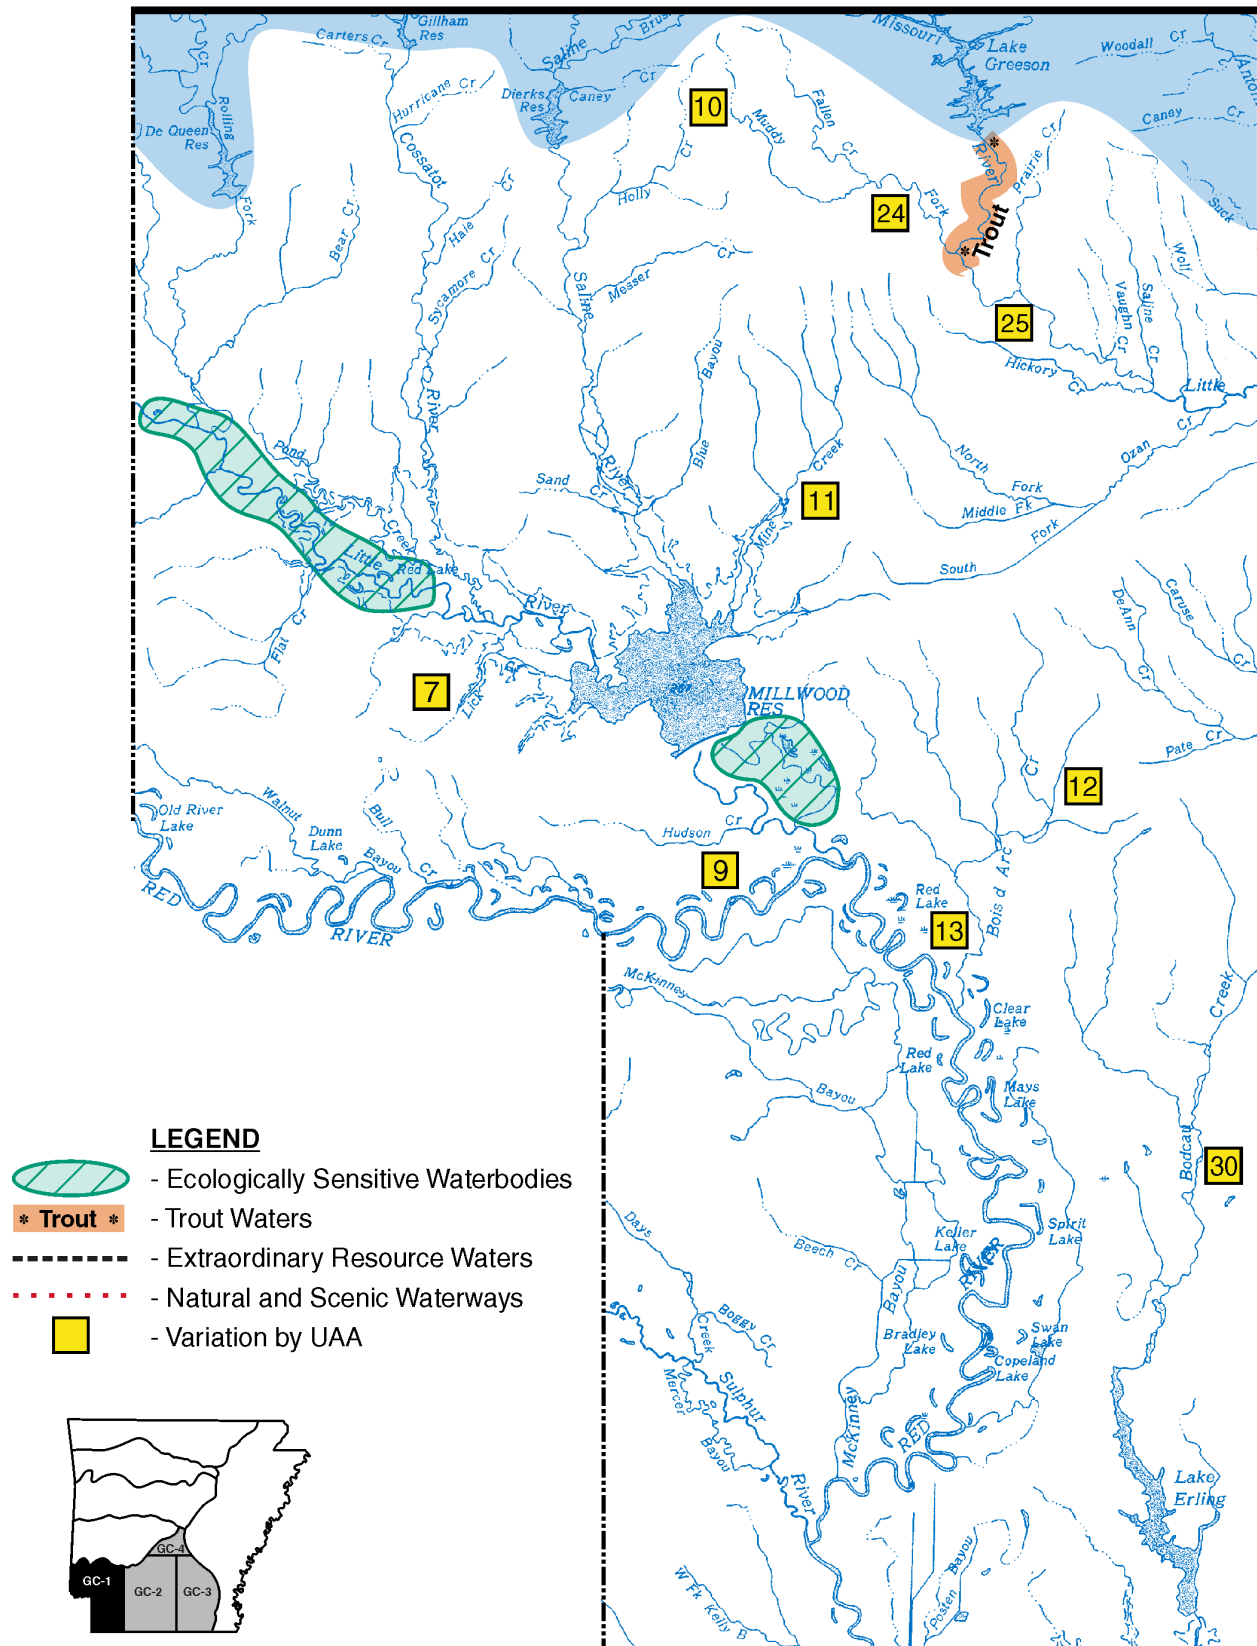 Gillham
Res
Carters Cr
Cr
Rolling
Fork
De Queen
Res
Hurricane Cr
Cossatot
River
Saline
Brus
Dierks
Res
Caney
Cr
10
Muddy
Fallen
Cr
Fork
Missouri
Lake
Greeson
River
Woodall Cr
Antoi
Caney Cr
Prairie Cr
Trout
Suck
Holly
Cr
24
Bear Cr
Hale Cr
Sycamore Cr
Saline
River
Messer Cr
25
Vaughn Cr
Saline Cr
Wolf
Hickory Cr
Little
Blue Bayou
Ozan Cr
Pond
Creek
Sand Cr
Mine Creek
11
North
Fork
Middle Fk
South Fork
Little
Red Lake
River
Flat Cr
7
Lick Cr
287
MILLWOOD
RES
DeAnn
Cr
Caruse
Cr
Pate Cr
Old River
Lake
Walnut
Dunn
Lake
Bayou
Bull
Cr
Hudson Cr
9
Cr
12
Bois d Arc
RED
RIVER
Red
Lake
13
McKinney
Bayou
Clear
Lake
Red
Lake
Mays
Lake
Creek
Bodcau
30
LEGEND
- Ecologically Sensitive Waterbodies
* Trout * - Trout Waters
- Extraordinary Resource Waters
- Natural and Scenic Waterways
- Variation by UAA
Days
Creek
Beech Cr
Bayou
McKinney
Keller
Lake
RIVER
Spirit
Lake
Boggy Cr
Bradley
Lake
Swan
Lake
Copeland
Lake
Sulphur
River
Mercer
Bayou
RED
Lake
Erling
W Fk Kelly B
Posten Bayou
GC-4
GC-1
GC-2
GC-3